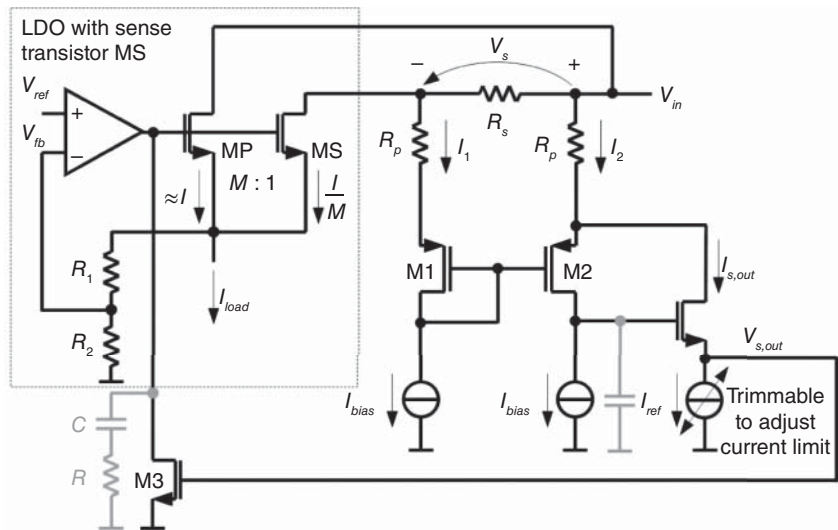 LDO with sense
transistor MS
V_s
− +
V_ref
+
V_in
V_fb
R_s
−
R_p
I_1
R_p
I_2
MP
MS
≈I
M : 1
I/M
I_s,out
R_1
M1
M2
I_load
V_s,out
R_2
I_bias
I_bias
I_ref
Trimmable
to adjust
current limit
C
R
M3